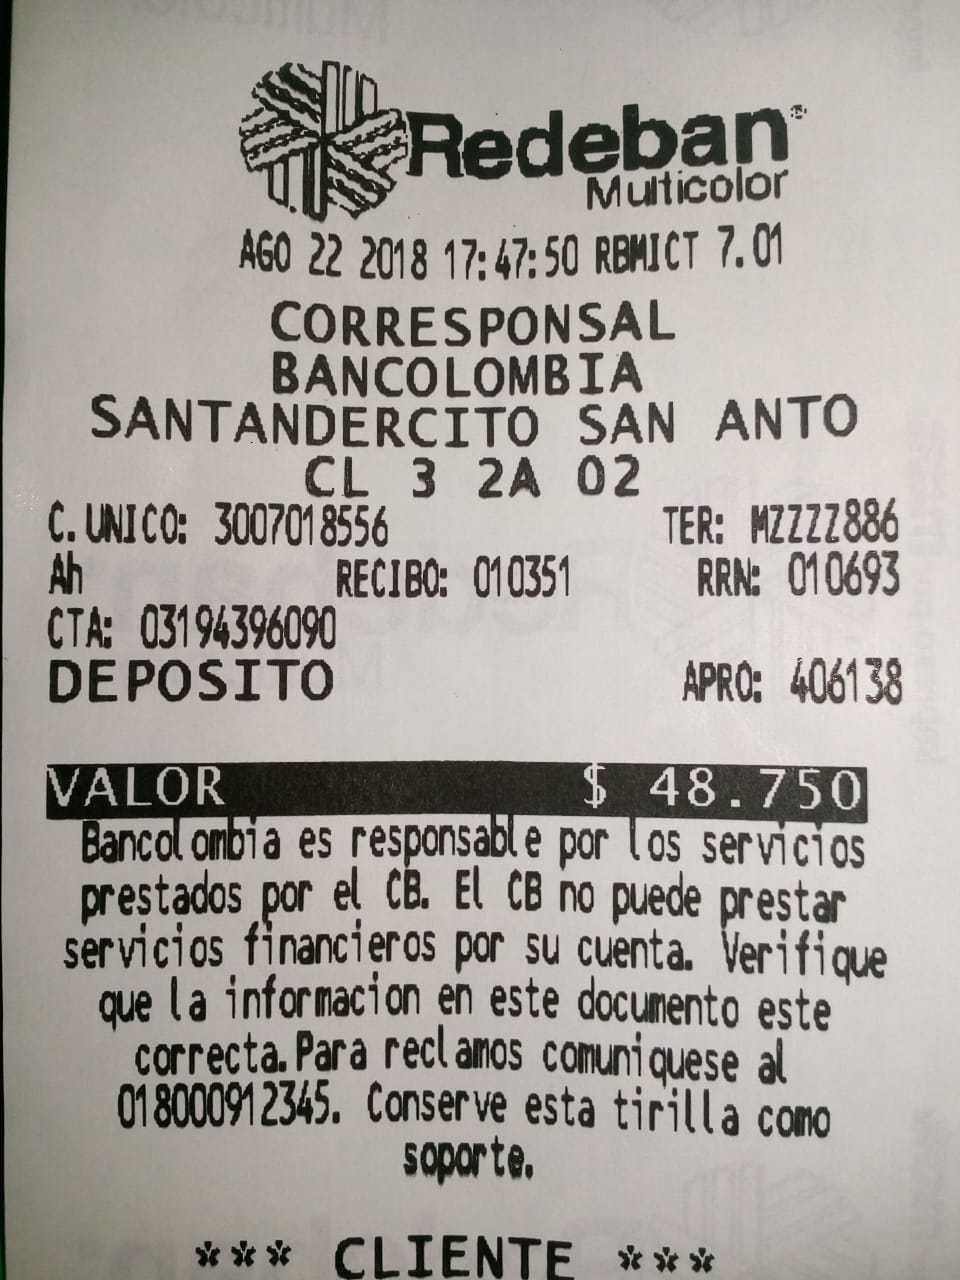 Redeban®
Multicolor
AGO 22 2018 17:47:50 RBMICT 7.01
CORRESPONSAL
BANCOLOMBIA
SANTANDERCITO SAN ANTO
CL 3 2A 02
C. UNICO: 3007018556 TER: MZZZZ886
Ah RECIBO: 010351 RRN: 010693
CTA: 03194396090
DEPOSITO APRO: 406138
VALOR $ 48.750
Bancolombia es responsable por los servicios
prestados por el CB. El CB no puede prestar
servicios financieros por su cuenta. Verifique
que la informacion en este documento este
correcta. Para reclamos comuniquese al
018000912345. Conserve esta tirilla como
soporte.
*** CLIENTE ***